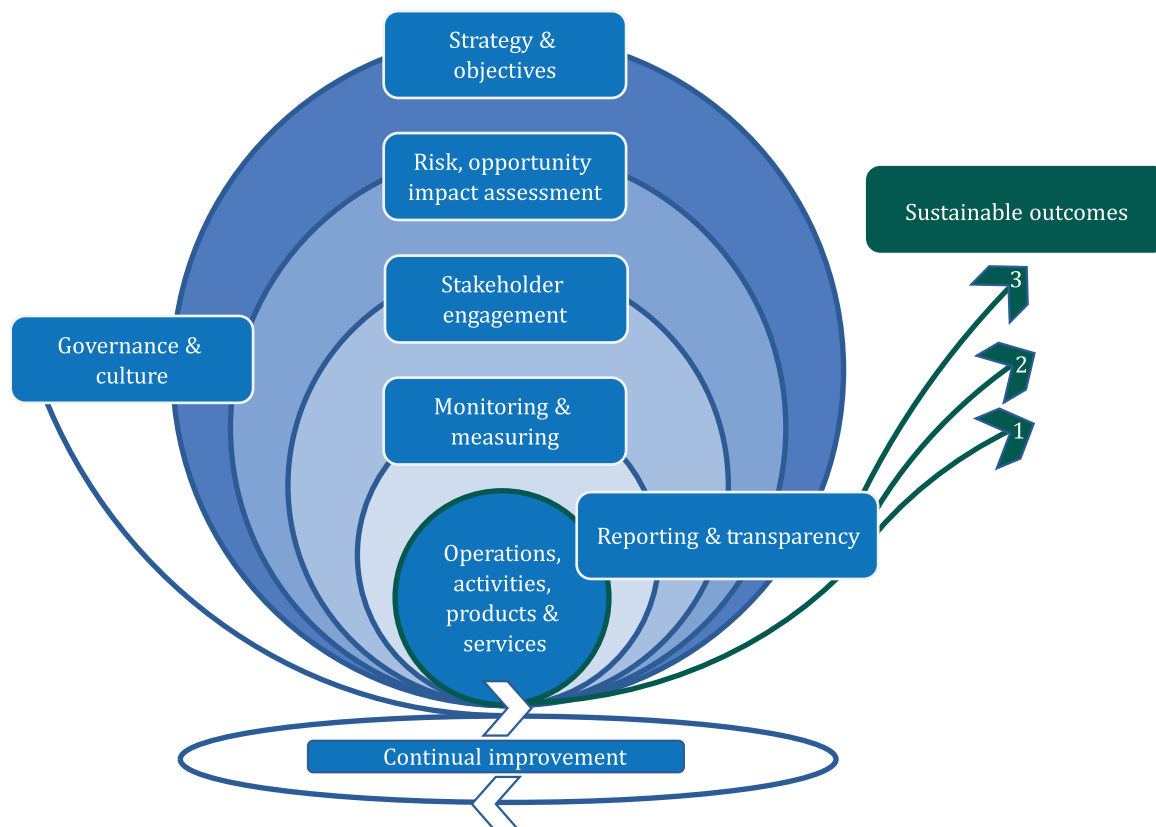 Strategy &
objectives
Risk, opportunity
impact assessment
Sustainable outcomes
Stakeholder
engagement
3
Governance &
culture
2
Monitoring &
measuring
1
Reporting & transparency
Operations,
activities,
products &
services
Continual improvement